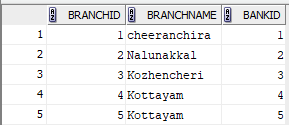 BRANCHID BRANCHNAME BANKID
1 1 cheeranchira 1
2 2 Nalunakkal 2
3 3 Kozhencheri 3
4 4 Kottayam 4
5 5 Kottayam 5